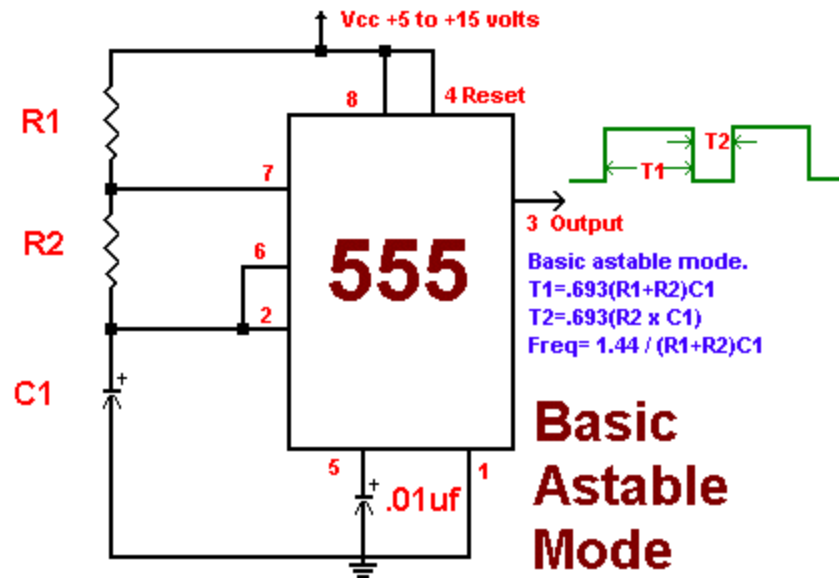 Vcc +5 to +15 volts
8
4 Reset
R1
7
T1
T2
3 Output
R2
6
555
Basic astable mode.
T1=.693(R1+R2)C1
2
T2=.693(R2 x C1)
Freq= 1.44 / (R1+R2)C1
C1
+
Basic
Astable
Mode
5
+
.01uf
1